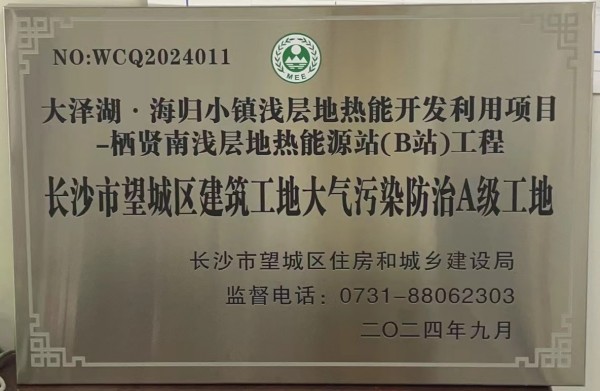 NO:WCQ2024011
MEE
大泽湖·海归小镇浅层地热能开发利用项目
-栖贤南浅层地热能源站(B站)工程
长沙市望城区建筑工地大气污染防治A级工地
长沙市望城区住房和城乡建设局
监督电话：0731-88062303
二〇二四年九月